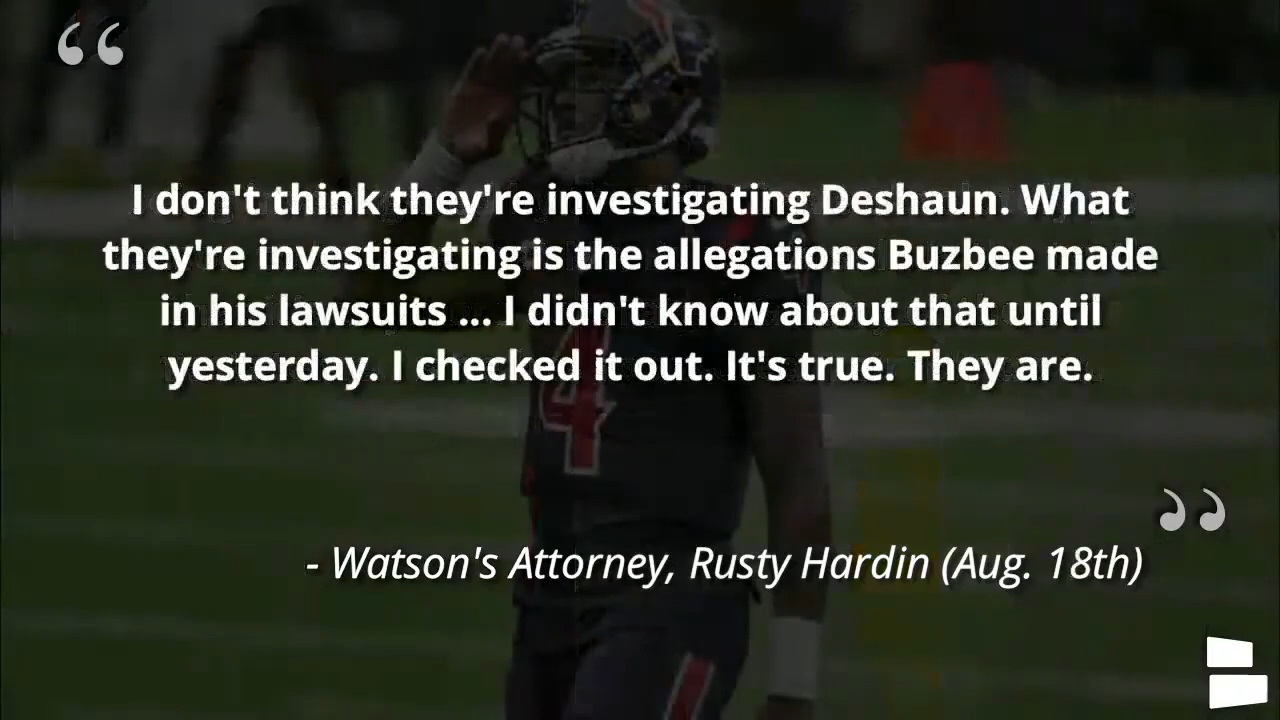 “
I don't think they're investigating Deshaun. What
they're investigating is the allegations Buzbee made
in his lawsuits ... I didn't know about that until
yesterday. I checked it out. It's true. They are.
”
- Watson's Attorney, Rusty Hardin (Aug. 18th)
4